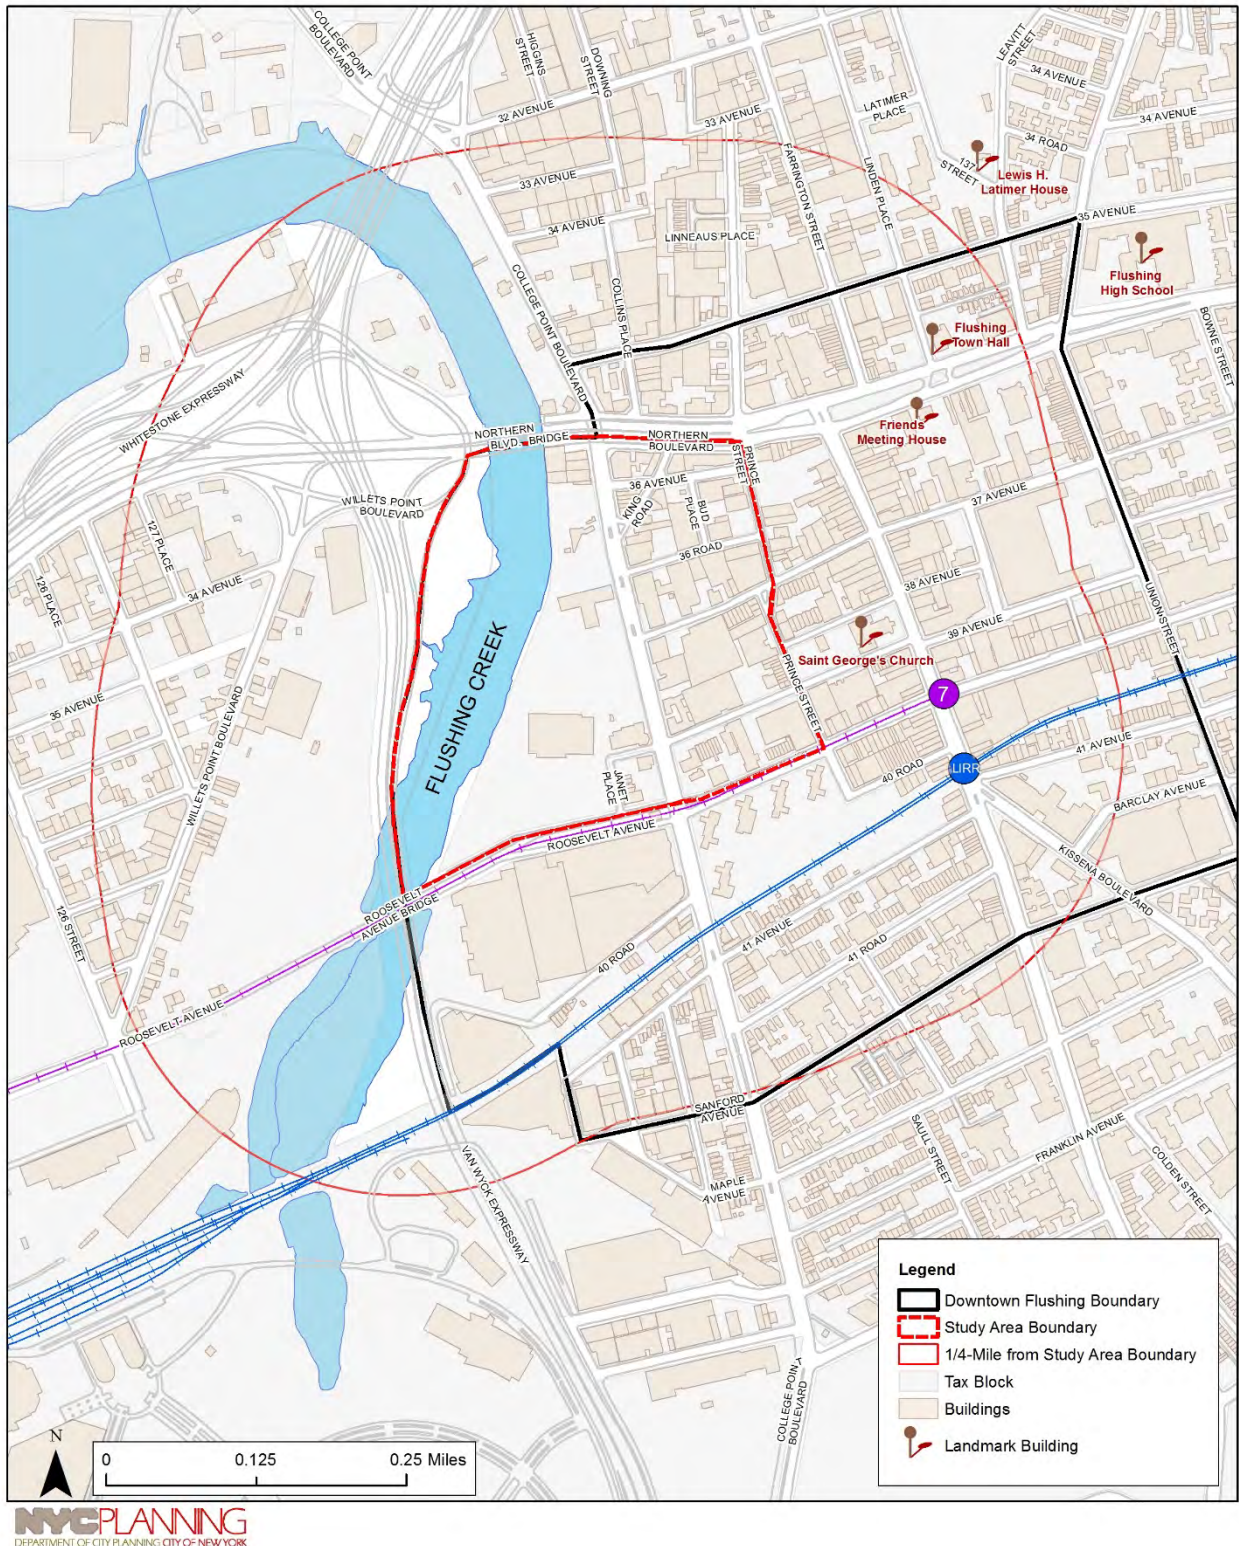 COLLEGE POINT
BOULEVARD
HIGGINS
STREET
DOWNING
STREET
LEAVITT
STREET
34 AVENUE
32 AVENUE
33 AVENUE
LATIMER
PLACE
34 AVENUE
34 ROAD
FARRINGTON STREET
LINDEN PLACE
137
STREET
Lewis H.
Latimer House
33 AVENUE
34 AVENUE
LINNEAUS PLACE
35 AVENUE
Flushing
High School
COLLEGE POINT BOULEVARD
COLLINS PLACE
Flushing
Town Hall
BOWNE STREET
WHITESTONE EXPRESSWAY
Friends
Meeting House
NORTHERN
BLVD. BRIDGE
NORTHERN
BOULEVARD
PRINCE
STREET
WILLETS POINT
BOULEVARD
36 AVENUE
KING
ROAD
BUD
PLACE
37 AVENUE
127 PLACE
36 ROAD
126 PLACE
34 AVENUE
38 AVENUE
39 AVENUE
UNION STREET
FLUSHING CREEK
Saint George's Church
PRINCE STREET
35 AVENUE
WILLETS POINT BOULEVARD
7
LIRR
40 ROAD
41 AVENUE
JANET
PLACE
BARCLAY AVENUE
ROOSEVELT AVENUE
KISSENA BOULEVARD
ROOSEVELT
AVENUE BRIDGE
126 STREET
40 ROAD
41 AVENUE
41 ROAD
ROOSEVELT AVENUE
SANFORD
AVENUE
SAULL STREET
FRANKLIN AVENUE
COLDEN STREET
VAN WYCK EXPRESSWAY
MAPLE
AVENUE
COLLEGE POINT
BOULEVARD
Legend
Downtown Flushing Boundary
Study Area Boundary
1/4-Mile from Study Area Boundary
Tax Block
Buildings
Landmark Building
N
0 0.125 0.25 Miles
NYCPLANNING
DEPARTMENT OF CITY PLANNING CITY OF NEW YORK